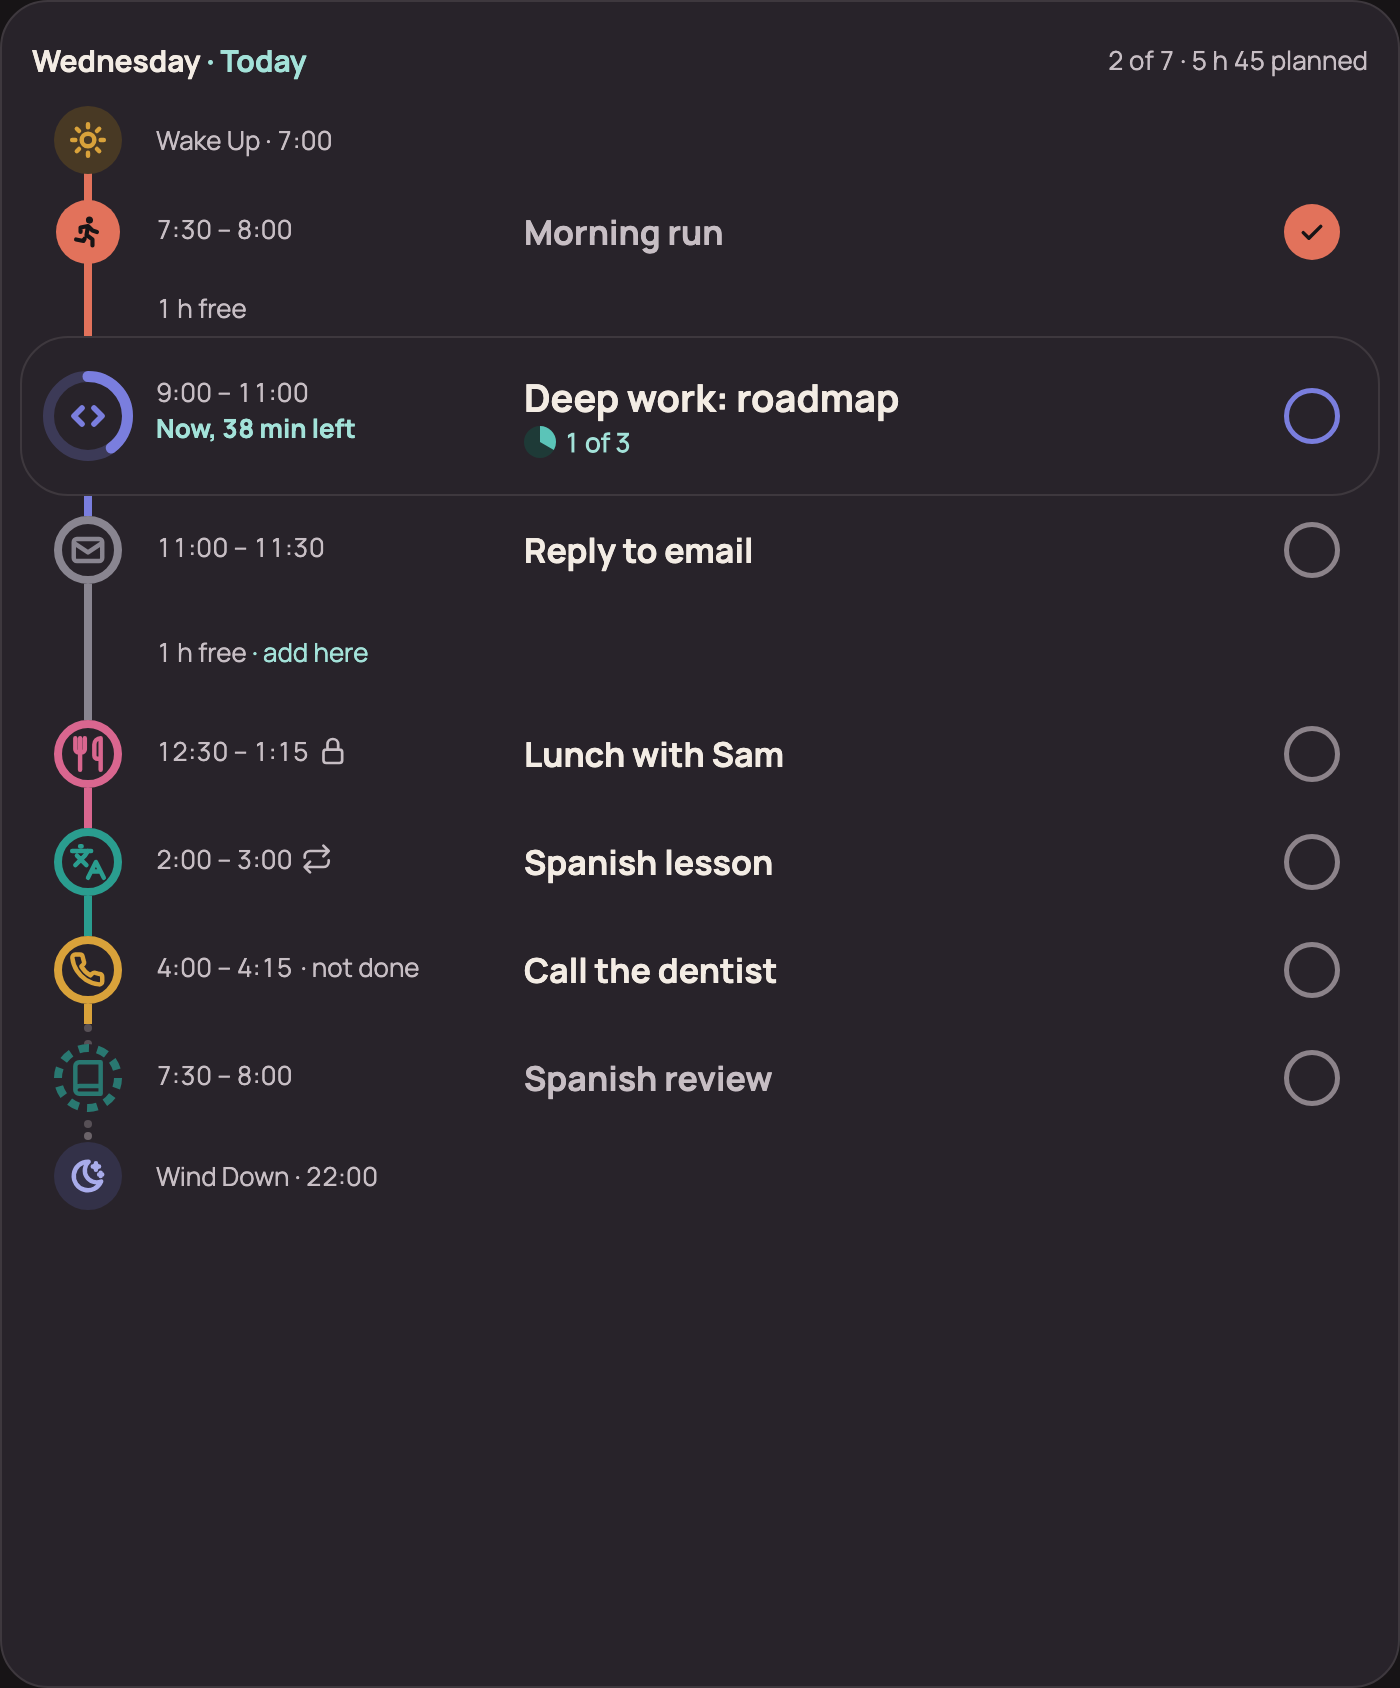 Wednesday · Today
2 of 7 · 5 h 45 planned
Wake Up · 7:00
7:30 – 8:00
Morning run
1 h free
9:00 – 11:00
Now, 38 min left
Deep work: roadmap
1 of 3
11:00 – 11:30
Reply to email
1 h free · add here
12:30 – 1:15
Lunch with Sam
2:00 – 3:00
Spanish lesson
4:00 – 4:15 · not done
Call the dentist
7:30 – 8:00
Spanish review
Wind Down · 22:00